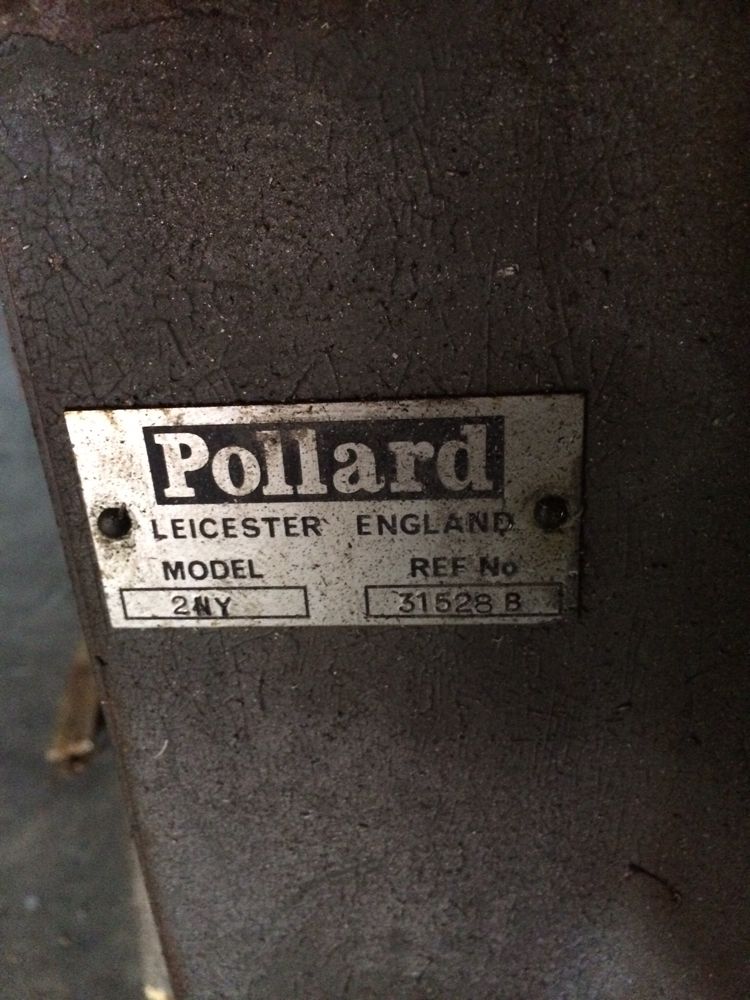 Pollard
LEICESTER ENGLAND
MODEL REF No
2NY 31528 B